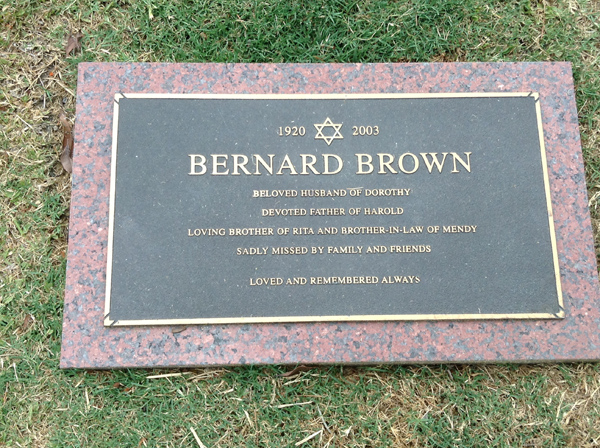 1920 2003
BERNARD BROWN
BELOVED HUSBAND OF DOROTHY
DEVOTED FATHER OF HAROLD
LOVING BROTHER OF RITA AND BROTHER-IN-LAW OF MENDY
SADLY MISSED BY FAMILY AND FRIENDS
LOVED AND REMEMBERED ALWAYS